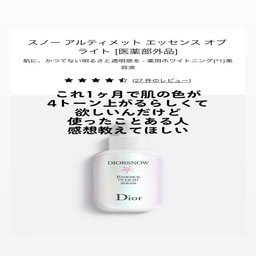 スノー アルティメット エッセンス オブ
ライト [医薬部外品]
肌に、かつてない明るさと透明感を - 薬用ホワイトニング(*1)美
容液
(27 件のレビュー)
これ1ヶ月で肌の色が
4トーン上がるらしくて
欲しいんだけど
使ったことある人
感想教えてほしい
DIORSNOW
ESSENCE
OF LIGHT
Dior